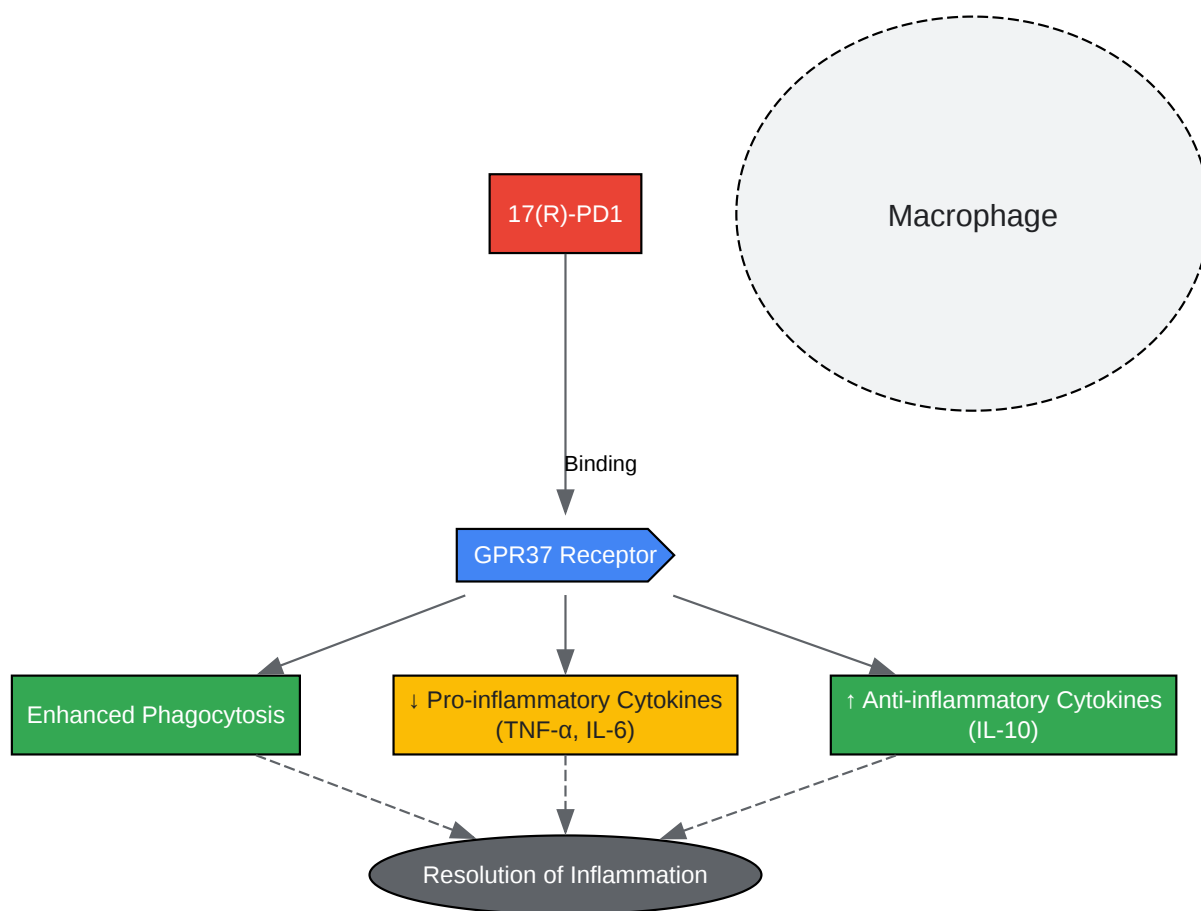 17(R)-PD1
Macrophage
Binding
GPR37 Receptor
Enhanced Phagocytosis
↓ Pro-inflammatory Cytokines
(TNF-α, IL-6)
↑ Anti-inflammatory Cytokines
(IL-10)
Resolution of Inflammation